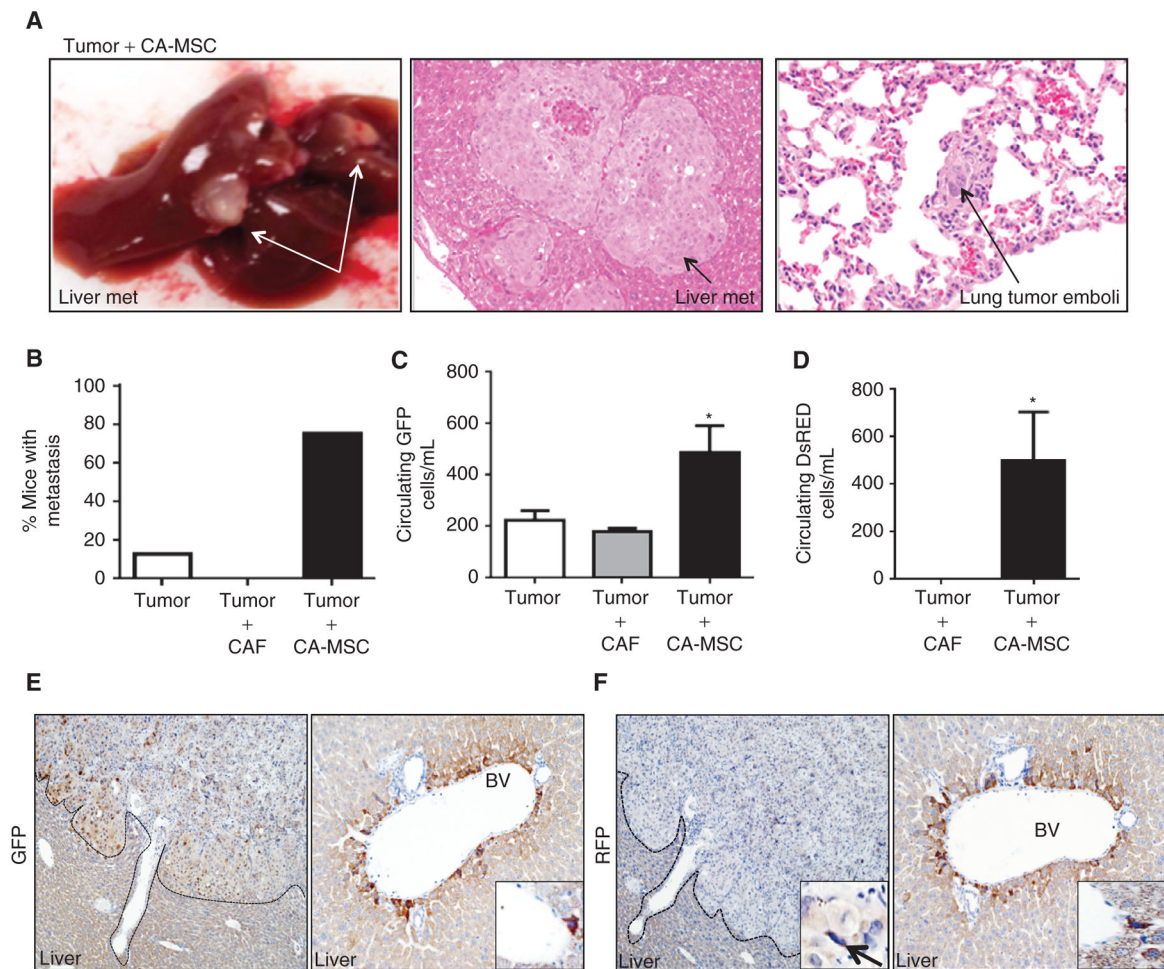 A
Tumor + CA-MSC
Liver met
Liver met
Lung tumor emboli
B
% Mice with
metastasis
100
80
60
40
20
0
Tumor
Tumor
+
CAF
Tumor
+
CA-MSC
C
Circulating GFP
cells/mL
800
600
400
200
0
*
Tumor
Tumor
+
CAF
Tumor
+
CA-MSC
D
Circulating DsRED
cells/mL
800
600
400
200
0
*
Tumor
+
CAF
Tumor
+
CA-MSC
E
GFP
Liver
BV
Liver
F
RFP
Liver
BV
Liver